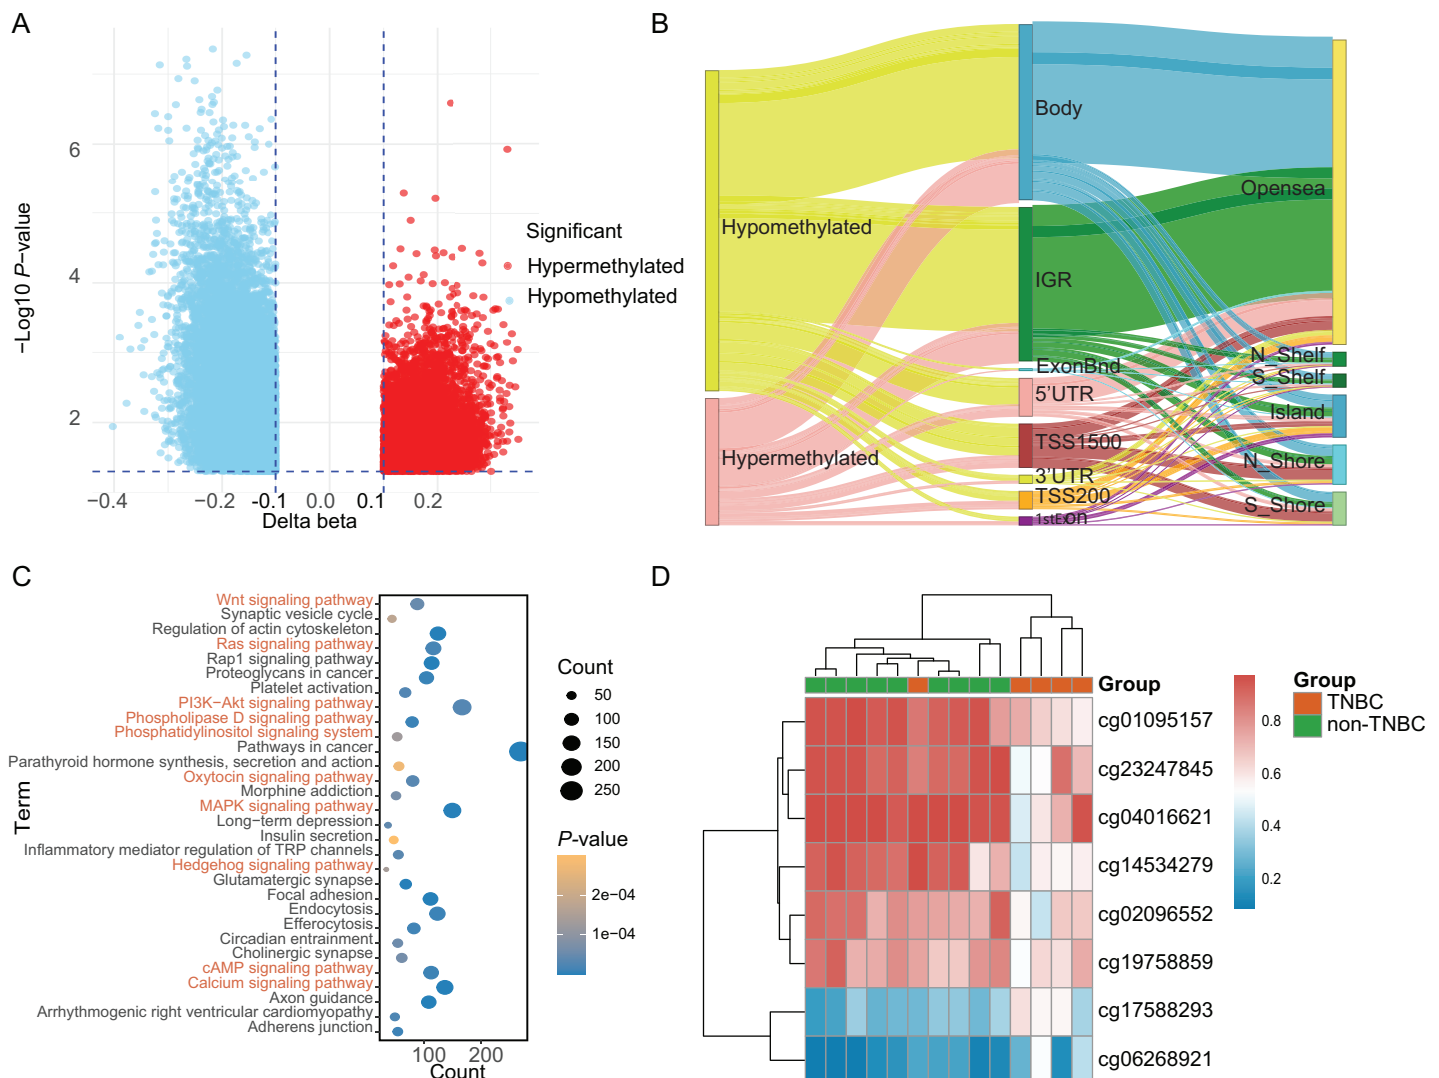 A
−Log10 P−value
6
4
2
Significant
Hypermethylated
Hypomethylated
−0.4
−0.2
−0.1
0.0
0.1
0.2
Delta beta
B
Hypomethylated
Hypermethylated
Body
IGR
ExonBnd
5'UTR
TSS1500
3'UTR
TSS200
1stExon
Opensea
N_Shelf
S_Shelf
Island
N_Shore
S_Shore
C
Term
Wnt signaling pathway
Synaptic vesicle cycle
Regulation of actin cytoskeleton
Ras signaling pathway
Rap1 signaling pathway
Proteoglycans in cancer
Platelet activation
PI3K−Akt signaling pathway
Phospholipase D signaling pathway
Phosphatidylinositol signaling system
Pathways in cancer
Parathyroid hormone synthesis, secretion and action
Oxytocin signaling pathway
Morphine addiction
MAPK signaling pathway
Long−term depression
Insulin secretion
Inflammatory mediator regulation of TRP channels
Hedgehog signaling pathway
Glutamatergic synapse
Focal adhesion
Endocytosis
Efferocytosis
Circadian entrainment
Cholinergic synapse
cAMP signaling pathway
Calcium signaling pathway
Axon guidance
Arrhythmogenic right ventricular cardiomyopathy
Adherens junction
100 200
Count
Count
50
100
150
200
250
P-value
2e−04
1e−04
D
Group
cg01095157
cg23247845
cg04016621
cg14534279
cg02096552
cg19758859
cg17588293
cg06268921
0.8
0.6
0.4
0.2
Group
TNBC
non-TNBC